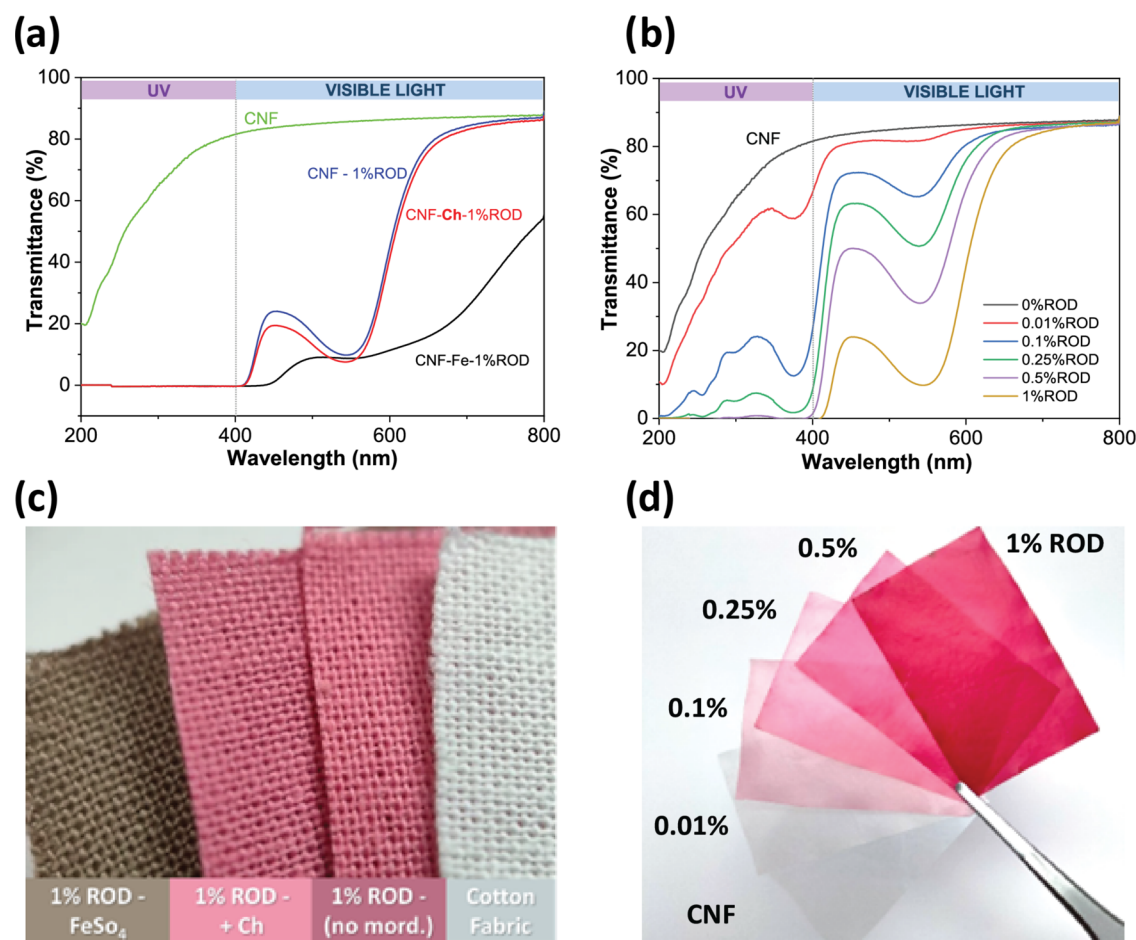 (a)
100
UV
VISIBLE LIGHT
CNF
80
CNF - 1%ROD
60
CNF-Ch-1%ROD
40
20
CNF-Fe-1%ROD
0
200
400
600
800
Transmittance (%)
Wavelength (nm)
(b)
100
UV
VISIBLE LIGHT
CNF
80
60
40
20
0
0%ROD
0.01%ROD
0.1%ROD
0.25%ROD
0.5%ROD
1%ROD
200
400
600
800
Transmittance (%)
Wavelength (nm)
(c)
1% ROD -
FeSo₄
1% ROD -
+ Ch
1% ROD -
(no mord.)
Cotton
Fabric
(d)
0.5%
1% ROD
0.25%
0.1%
0.01%
CNF